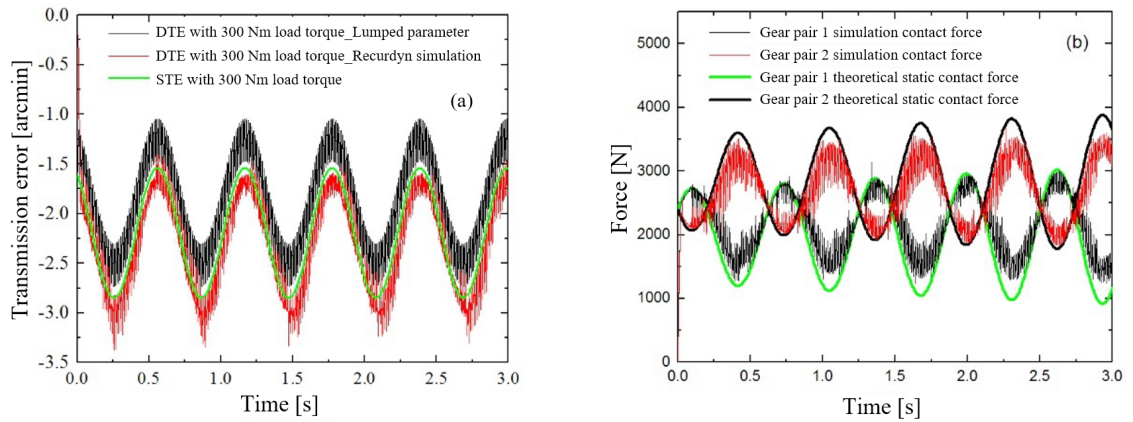 DTE with 300 Nm load torque_Lumped parameter
DTE with 300 Nm load torque_Recurdyn simulation
STE with 300 Nm load torque
(a)
Transmission error [arcmin]
0.0
-0.5
-1.0
-1.5
-2.0
-2.5
-3.0
-3.5
0.0 0.5 1.0 1.5 2.0 2.5 3.0
Time [s]
Gear pair 1 simulation contact force
Gear pair 2 simulation contact force
Gear pair 1 theoretical static contact force
Gear pair 2 theoretical static contact force
(b)
Force [N]
5000
4000
3000
2000
1000
0
0.0 0.5 1.0 1.5 2.0 2.5 3.0
Time [s]